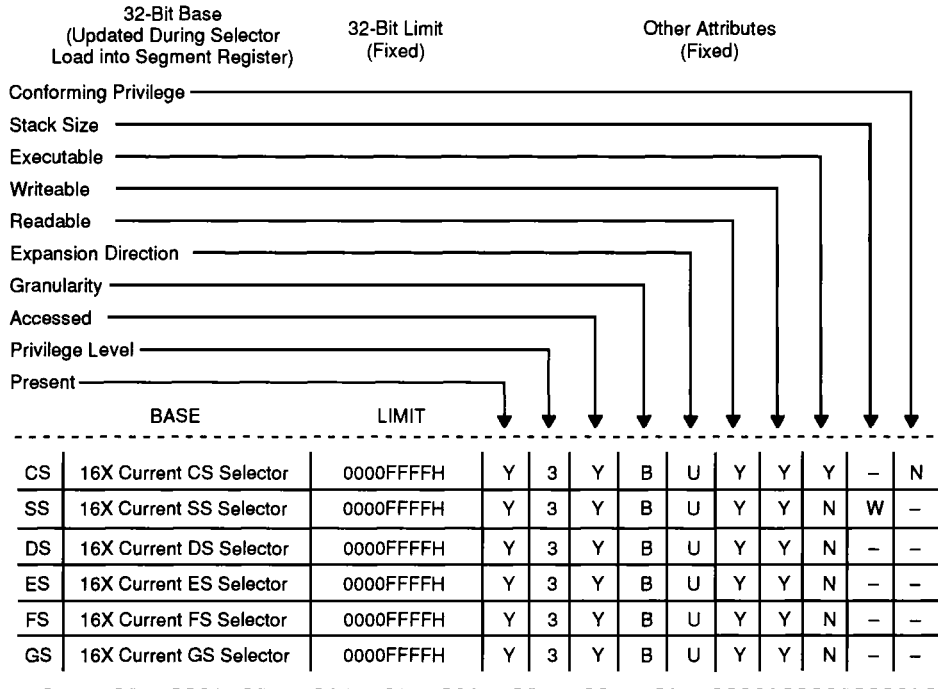 32-Bit Base
(Updated During Selector
Load into Segment Register)
32-Bit Limit
(Fixed)
Other Attributes
(Fixed)
Conforming Privilege
Stack Size
Executable
Writeable
Readable
Expansion Direction
Granularity
Accessed
Privilege Level
Present
BASE LIMIT
CS 16X Current CS Selector 0000FFFFH Y 3 Y B U Y Y Y – N
SS 16X Current SS Selector 0000FFFFH Y 3 Y B U Y Y N W –
DS 16X Current DS Selector 0000FFFFH Y 3 Y B U Y Y N – –
ES 16X Current ES Selector 0000FFFFH Y 3 Y B U Y Y N – –
FS 16X Current FS Selector 0000FFFFH Y 3 Y B U Y Y N – –
GS 16X Current GS Selector 0000FFFFH Y 3 Y B U Y Y N – –